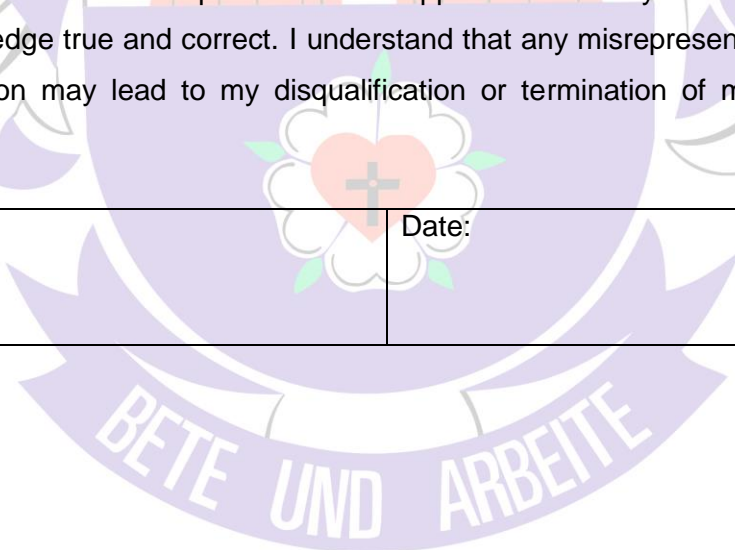 edge true and correct. I understand that any misrepresen
on may lead to my disqualification or termination of m
Date:
BETE UND ARBEITE